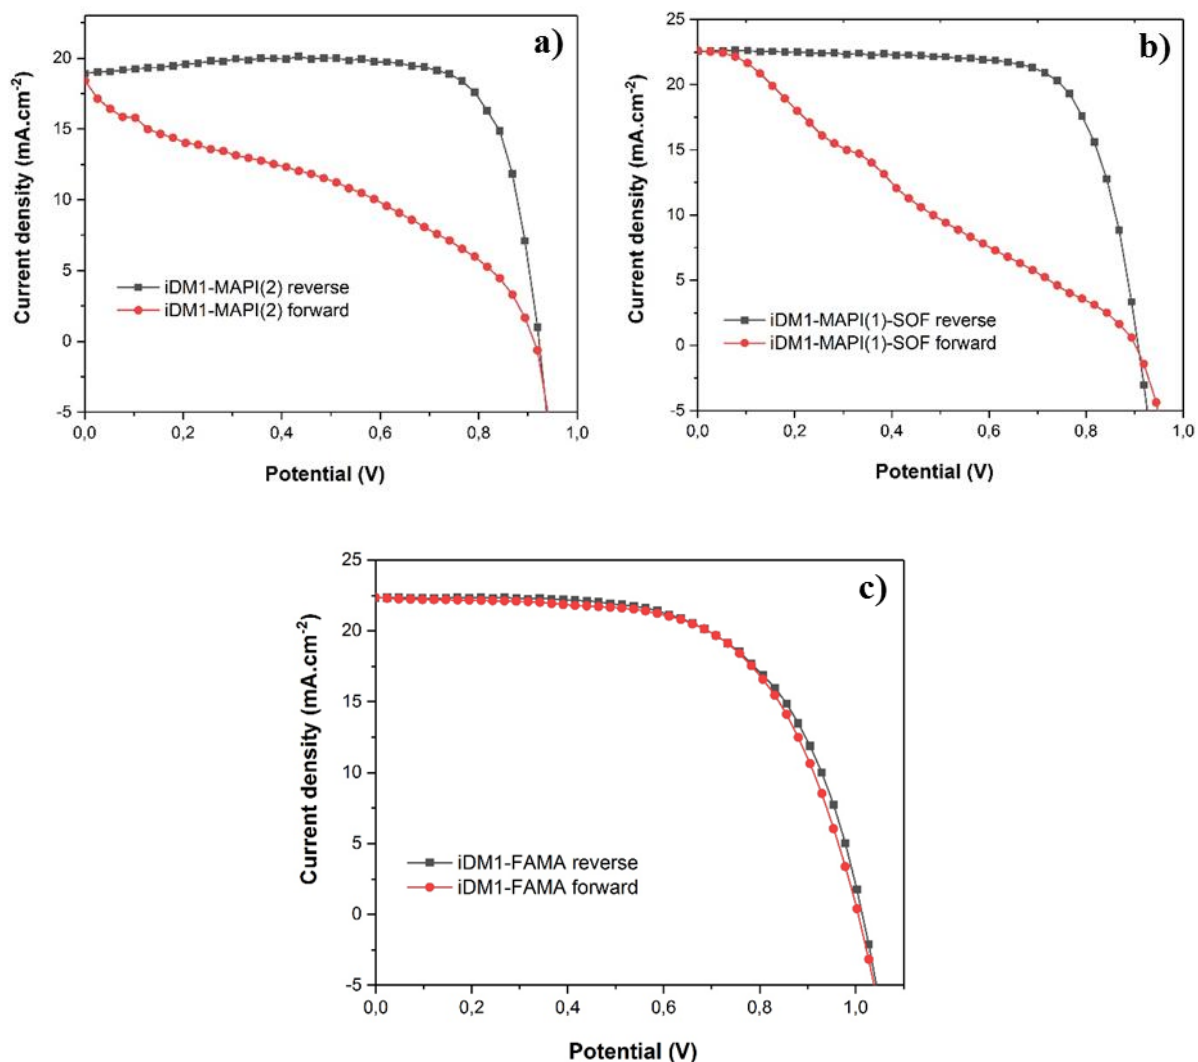 a)
Current density (mA.cm-2)
20
15
10
5
0
-5
iDM1-MAPI(2) reverse
iDM1-MAPI(2) forward
0,0 0,2 0,4 0,6 0,8 1,0
Potential (V)
b)
Current density (mA.cm-2)
25
20
15
10
5
0
-5
iDM1-MAPI(1)-SOF reverse
iDM1-MAPI(1)-SOF forward
0,0 0,2 0,4 0,6 0,8 1,0
Potential (V)
c)
Current density (mA.cm-2)
25
20
15
10
5
0
-5
iDM1-FAMA reverse
iDM1-FAMA forward
0,0 0,2 0,4 0,6 0,8 1,0
Potential (V)